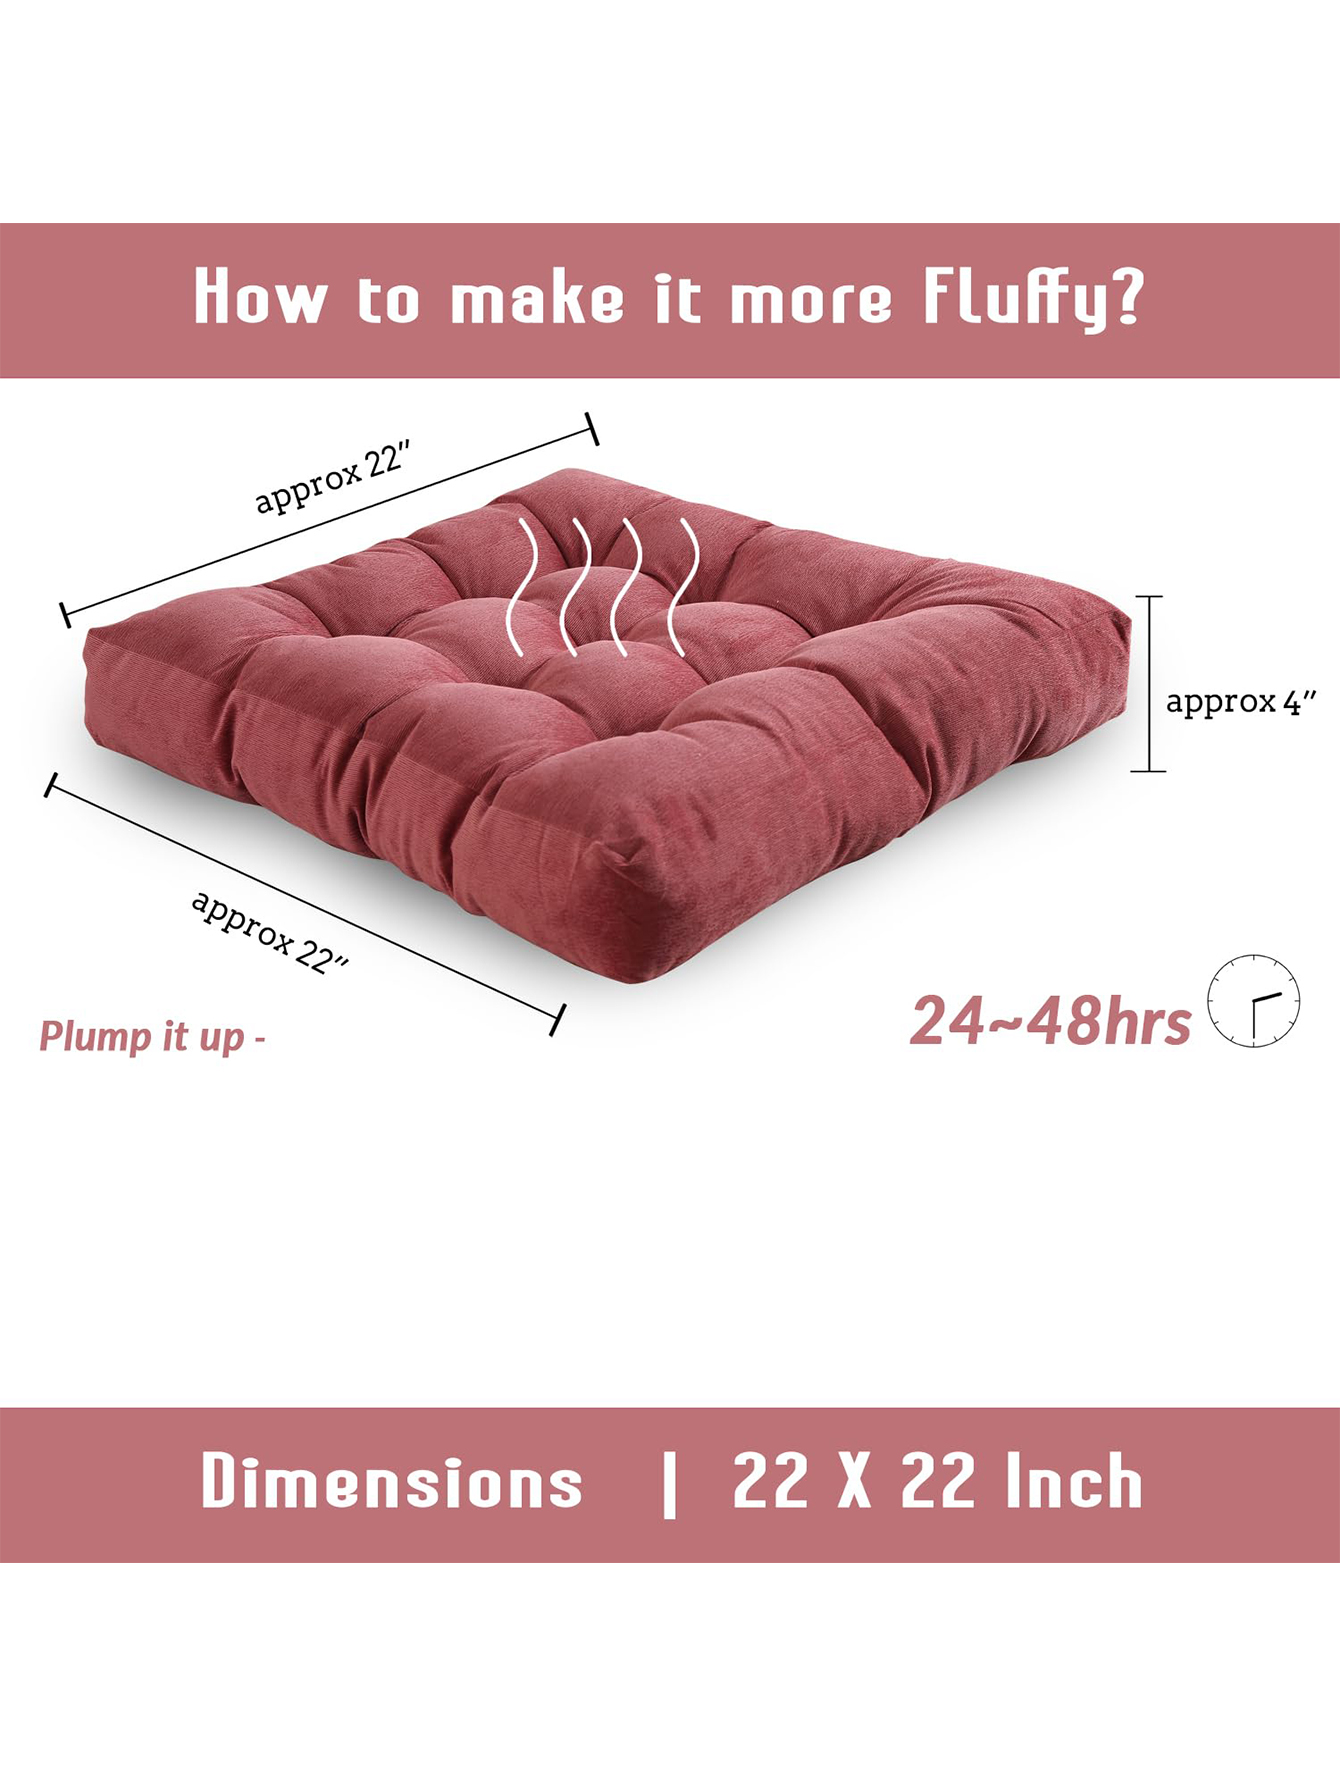 How to make it more Fluffy?
approx 22"
approx 4"
approx 22"
Plump it up -
24~48hrs
Dimensions | 22 X 22 Inch